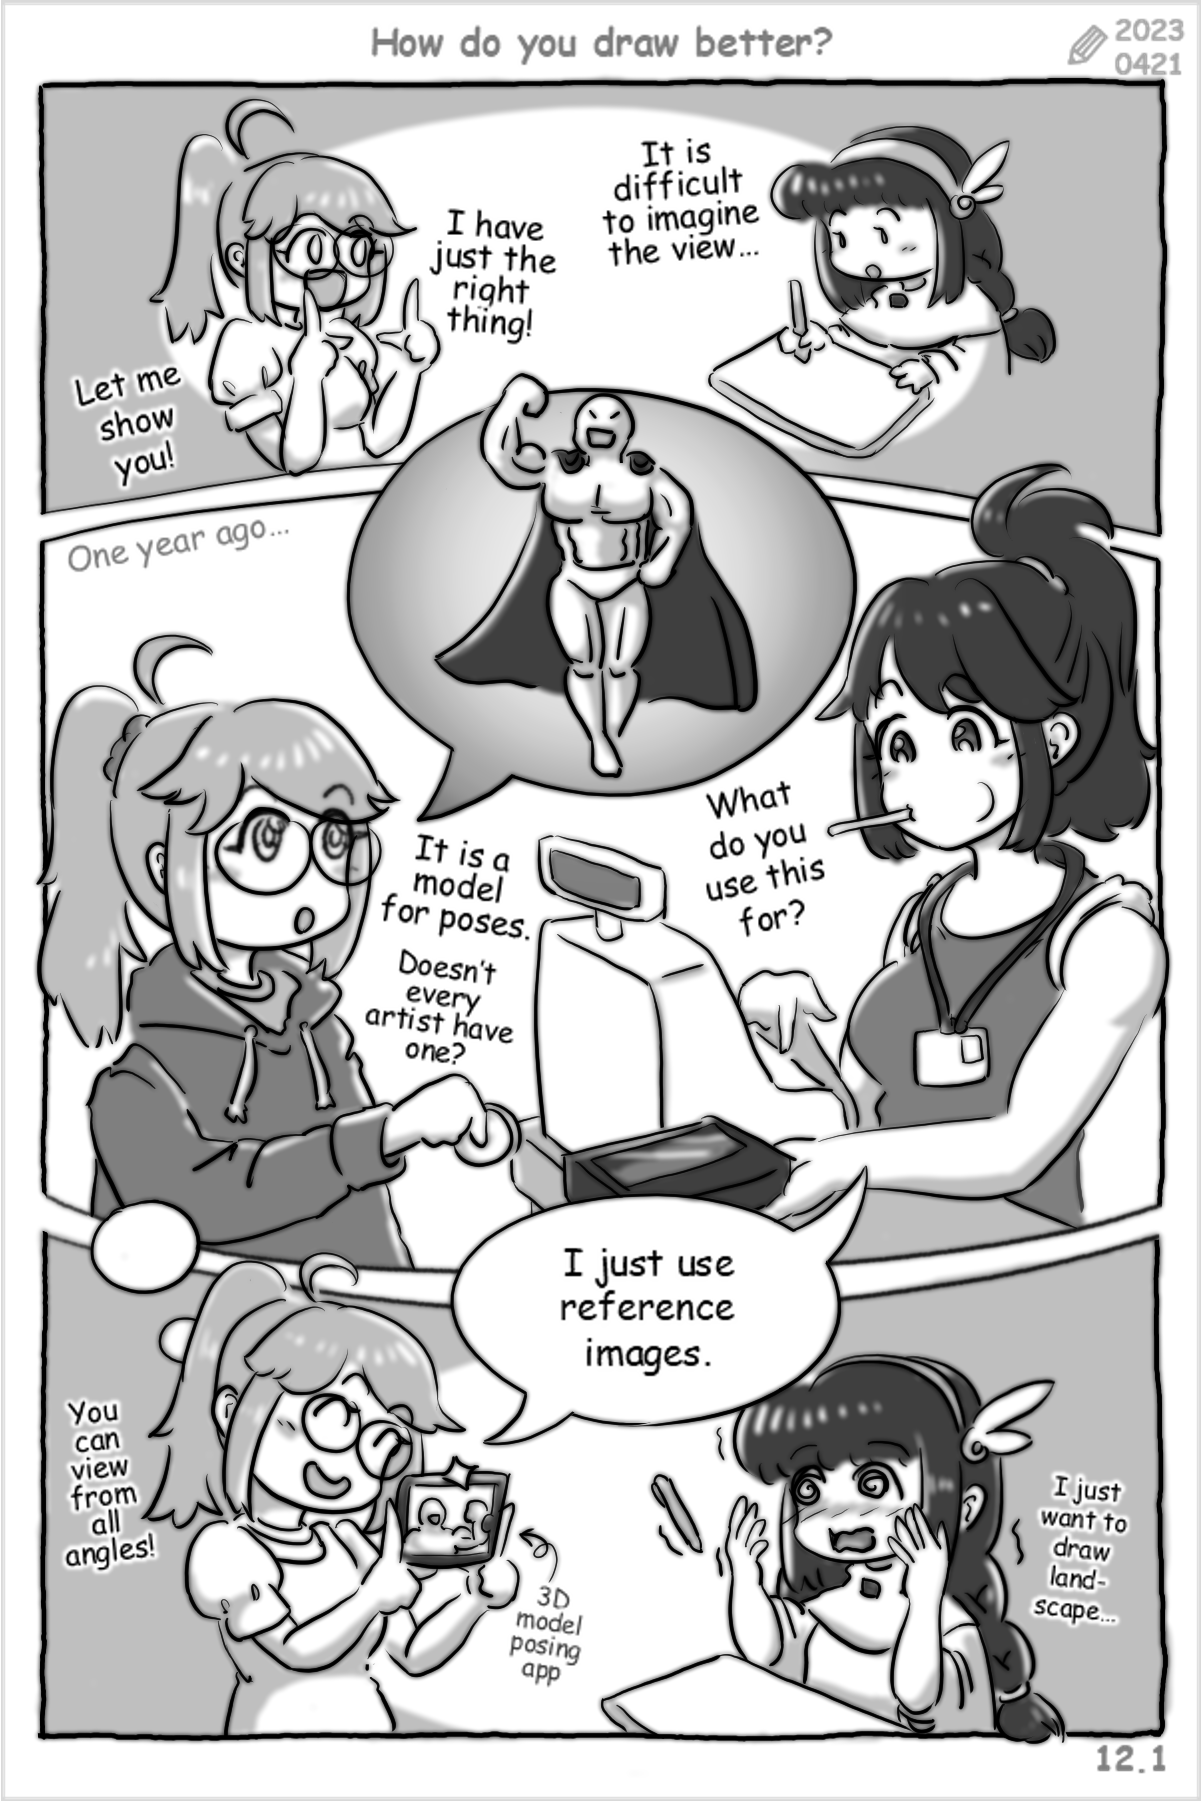 How do you draw better?
2023
0421
It is
difficult
to imagine
the view...
I have
just the
right
thing!
Let me
show
you!
One year ago...
What
do you
use this
for?
It is a
model
for poses.
Doesn't
every
artist have
one?
I just use
reference
images.
You
can
view
from
all
angles!
3D
model
posing
app
I just
want to
draw
land-
scape...
12.1